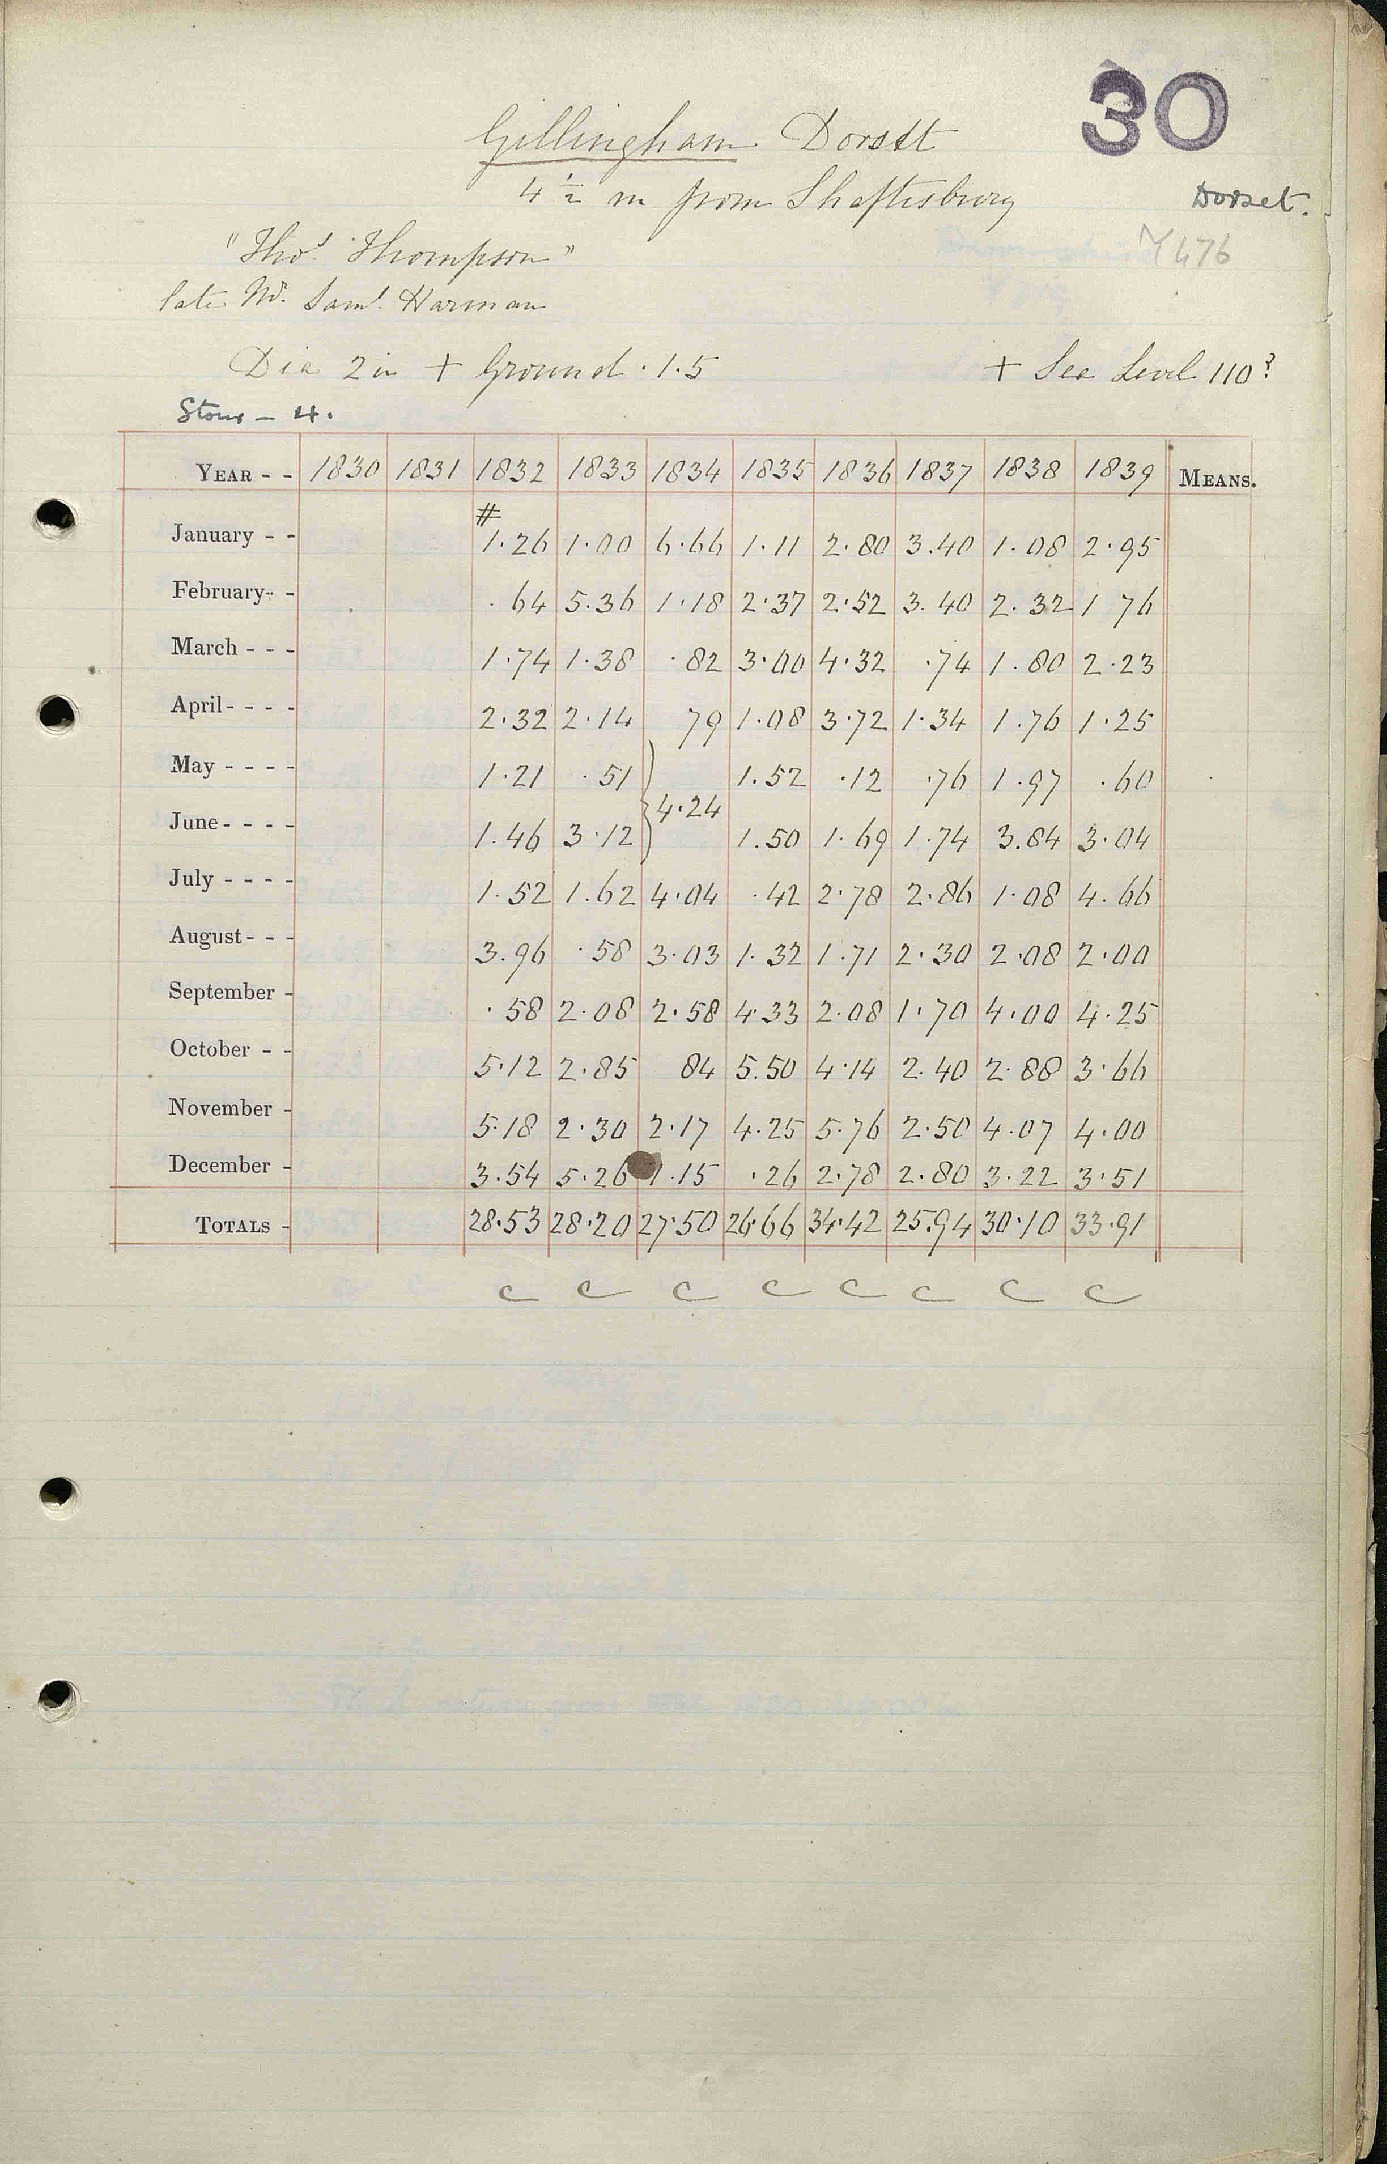 30
Gillingham Dorset
4 ½ m from Shaftesbury
Dorset.
"Thos. Thompson"
476
late Mr. Saml. Harman
Dia 2 in + Ground · 1·5 + Sea Level 110?
Stour – 4.
YEAR - - 1830 1831 1832 1833 1834 1835 1836 1837 1838 1839 MEANS.
#
January - - 1·26 1·00 6·66 1·11 2·80 3·40 1·08 2·95
February - - ·64 5·36 1·18 2·37 2·52 3·40 2·32 1 76
March - - - 1·74 1·38 ·82 3·00 4·32 ·74 1·80 2·23
April - - - - 2·32 2·14 79 1·08 3·72 1·34 1·76 1·25
May - - - - 1·21 ·51 1·52 ·12 ·76 1·97 ·60
4·24
June - - - - 1·46 3·12 1·50 1·69 1·74 3·84 3·04
July - - - - 1·52 1·62 4·04 ·42 2·78 2·86 1·08 4·66
August - - - 3·96 ·58 3·03 1·32 1·71 2·30 2·08 2·00
September - ·58 2·08 2·58 4·33 2·08 1·70 4·00 4·25
October - - 5·12 2·85 84 5·50 4·14 2·40 2·88 3·66
November - 5·18 2·30 2·17 4·25 5·76 2·50 4·07 4·00
December - 3·54 5·26 1·15 ·26 2·78 2·80 3·22 3·51
TOTALS - 28·53 28·20 27·50 26·66 34·42 25·94 30·10 33·91
c c c c c c c c